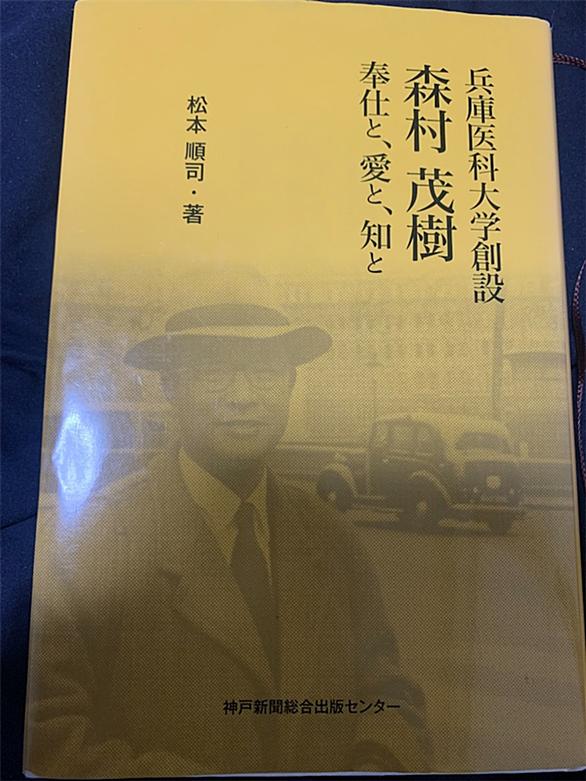 兵庫医科大学創設
森村 茂樹
奉仕と、愛と、知と
松本 順司・著
神戸新聞総合出版センター